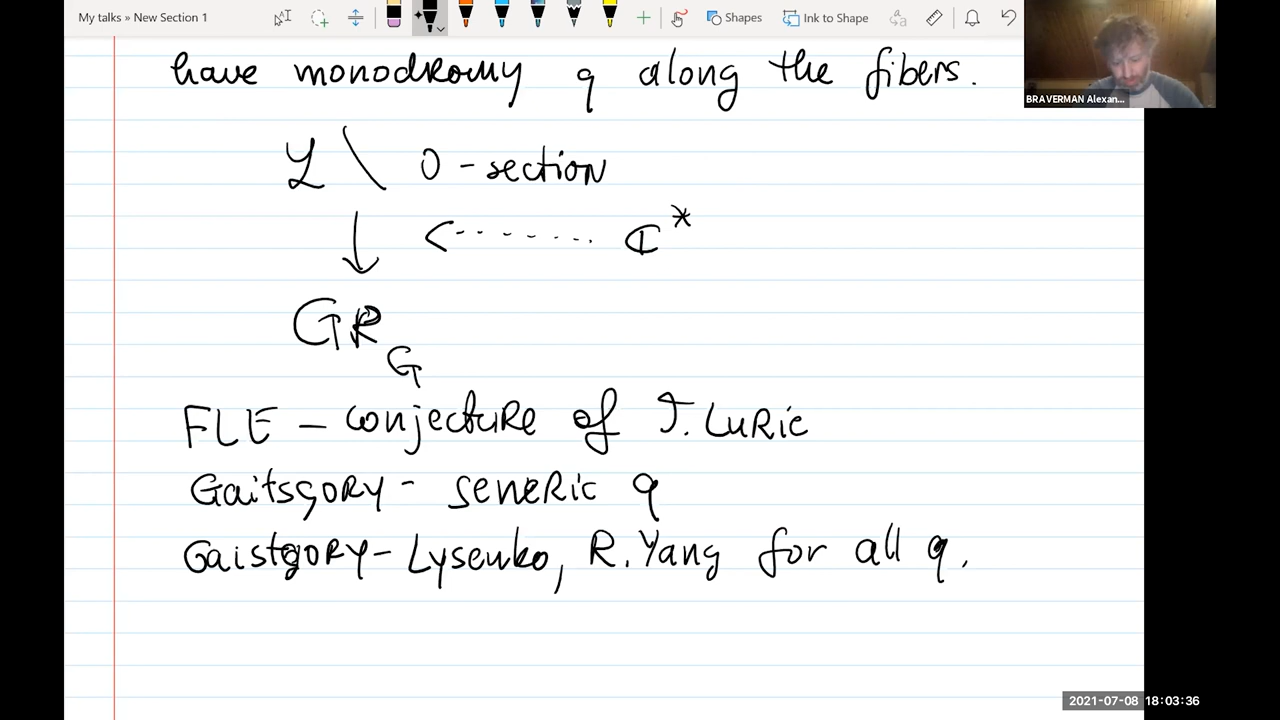 My talks » New Section 1
Shapes
Ink to Shape
have monodromy q along the fibers.
BRAVERMAN Alexan...
L \ 0-section
ℂ*
GR_G
FLE – conjecture of J. Lurie
Gaitsgory - generic q
Gaistgory - Lysenko, R. Yang for all q.
2021-07-08 18:03:36